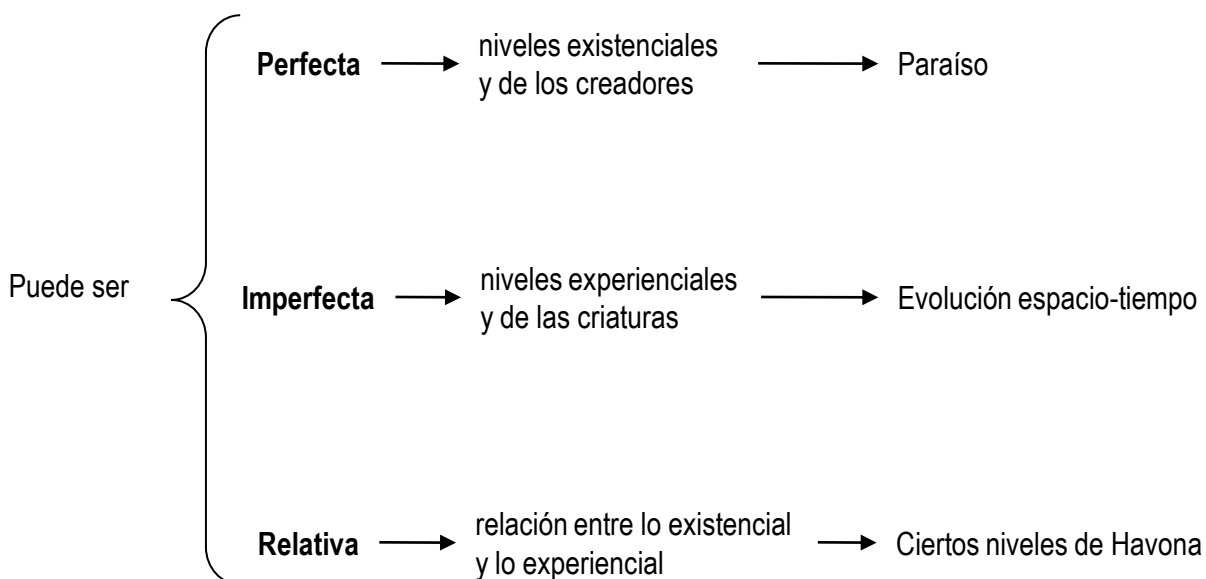 Perfecta
niveles existenciales
y de los creadores
Paraíso
Puede ser
Imperfecta
niveles experienciales
y de las criaturas
Evolución espacio-tiempo
Relativa
relación entre lo existencial
y lo experiencial
Ciertos niveles de Havona